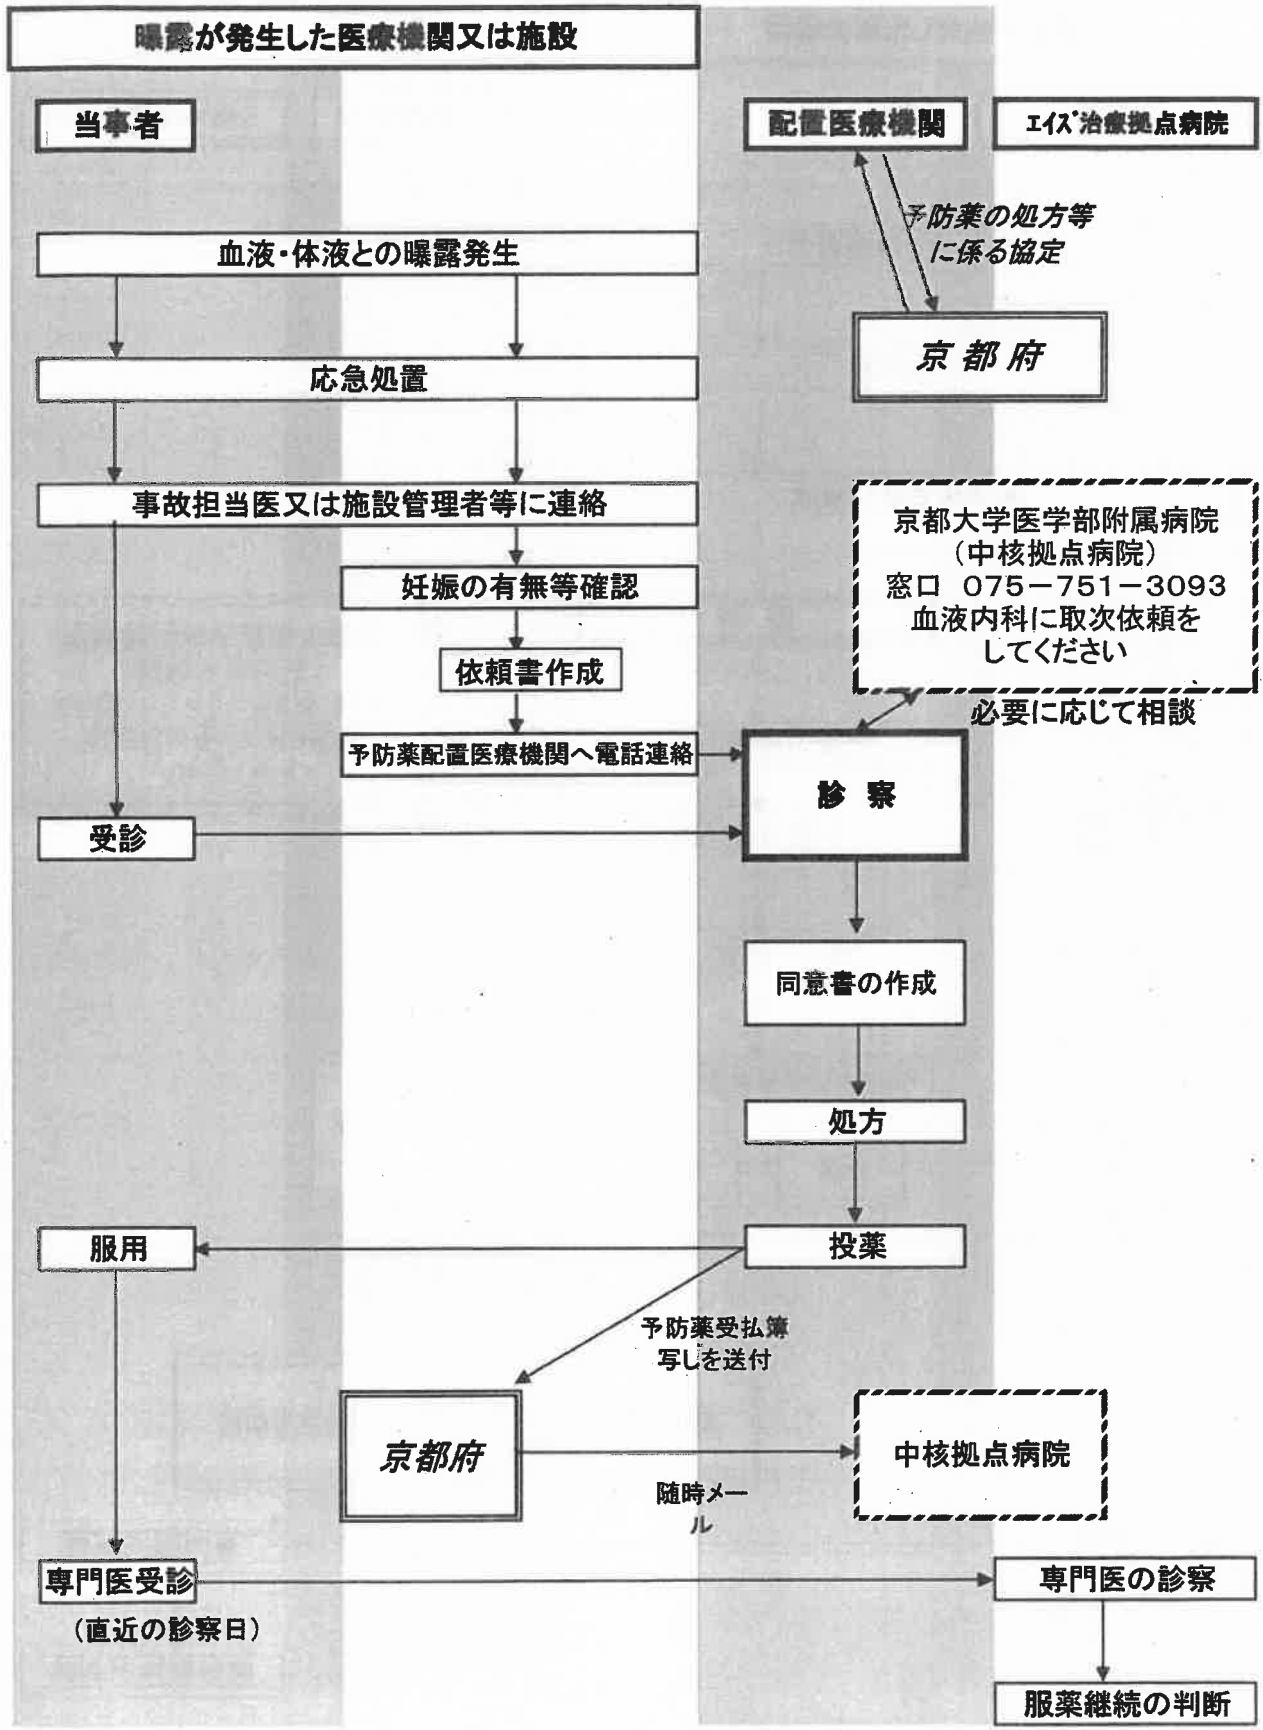 曝露が発生した医療機関又は施設
当事者
配置医療機関
エイズ治療拠点病院
予防薬の処方等
に係る協定
血液・体液との曝露発生
京都府
応急処置
事故担当医又は施設管理者等に連絡
京都大学医学部附属病院
(中核拠点病院)
窓口 075-751-3093
血液内科に取次依頼を
してください
妊娠の有無等確認
依頼書作成
必要に応じて相談
予防薬配置医療機関へ電話連絡
診察
受診
同意書の作成
処方
服用
投薬
予防薬受払簿
写しを送付
京都府
中核拠点病院
随時メー
ル
専門医受診
(直近の診察日)
専門医の診察
服薬継続の判断